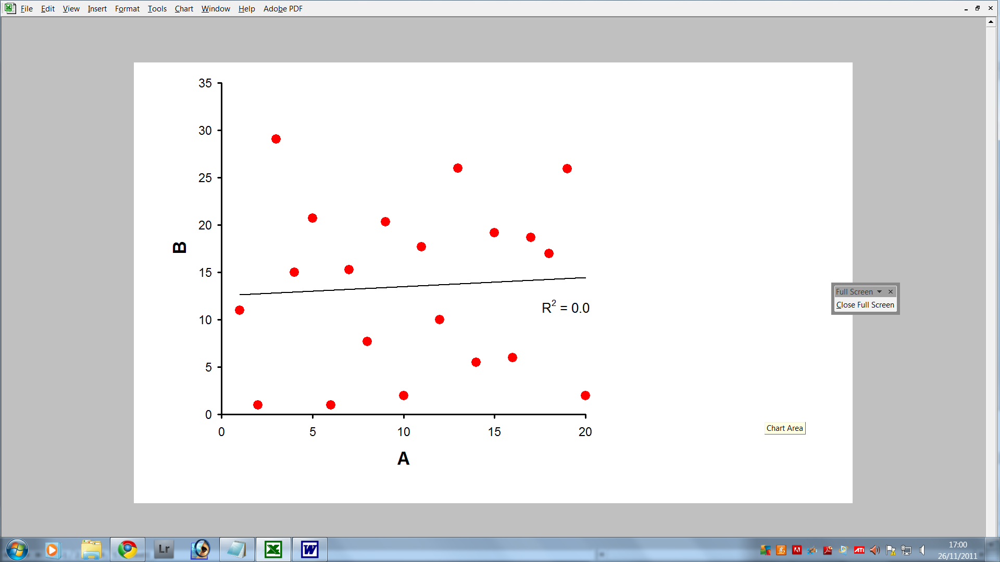 File Edit View Insert Format Tools Chart Window Help Adobe PDF
35
30
25
20
15
10
5
0
B
0 5 10 15 20
A
R² = 0.0
Full Screen
Close Full Screen
Chart Area
Lr
W
ATI
17:00
26/11/2011